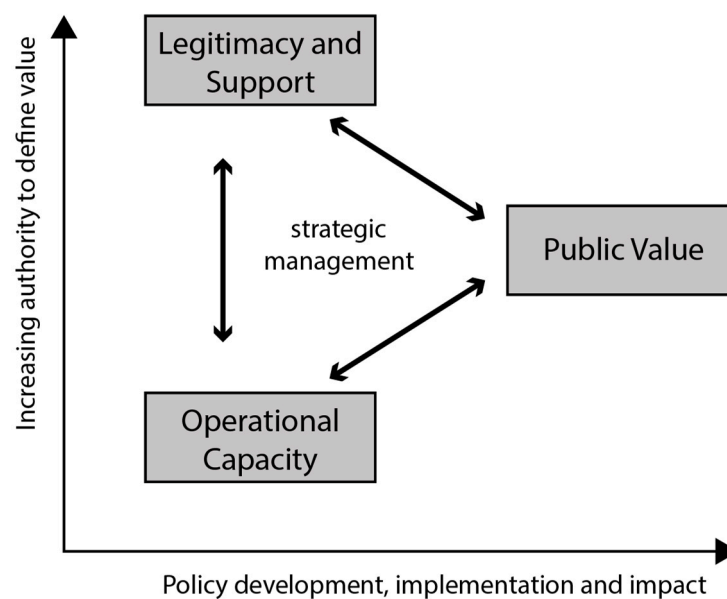 Increasing authority to define value
Legitimacy and
Support
strategic
management
Public Value
Operational
Capacity
Policy development, implementation and impact